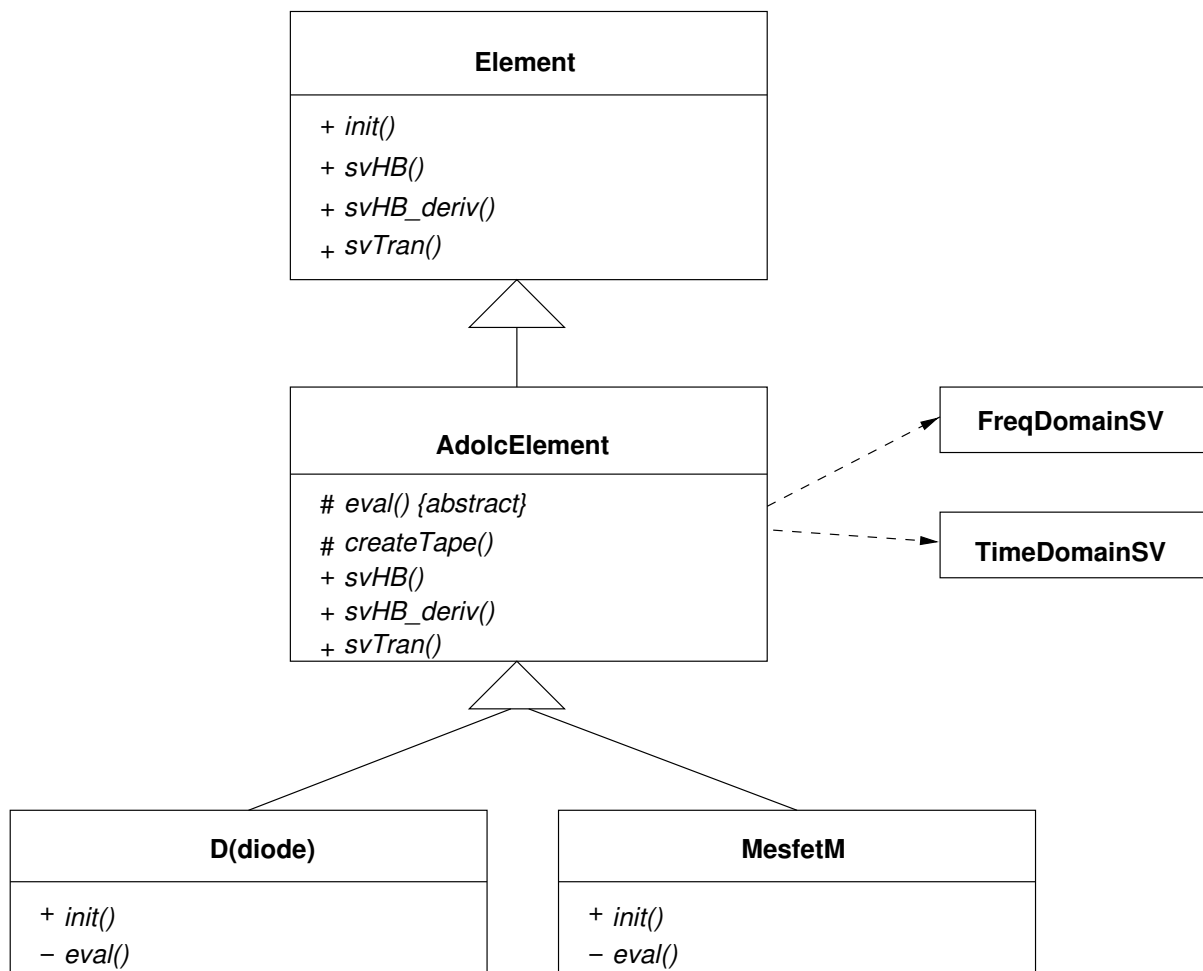 Element
+ init()
+ svHB()
+ svHB_deriv()
+ svTran()
AdolcElement
# eval() {abstract}
# createTape()
+ svHB()
+ svHB_deriv()
+ svTran()
FreqDomainSV
TimeDomainSV
D(diode)
+ init()
− eval()
MesfetM
+ init()
− eval()